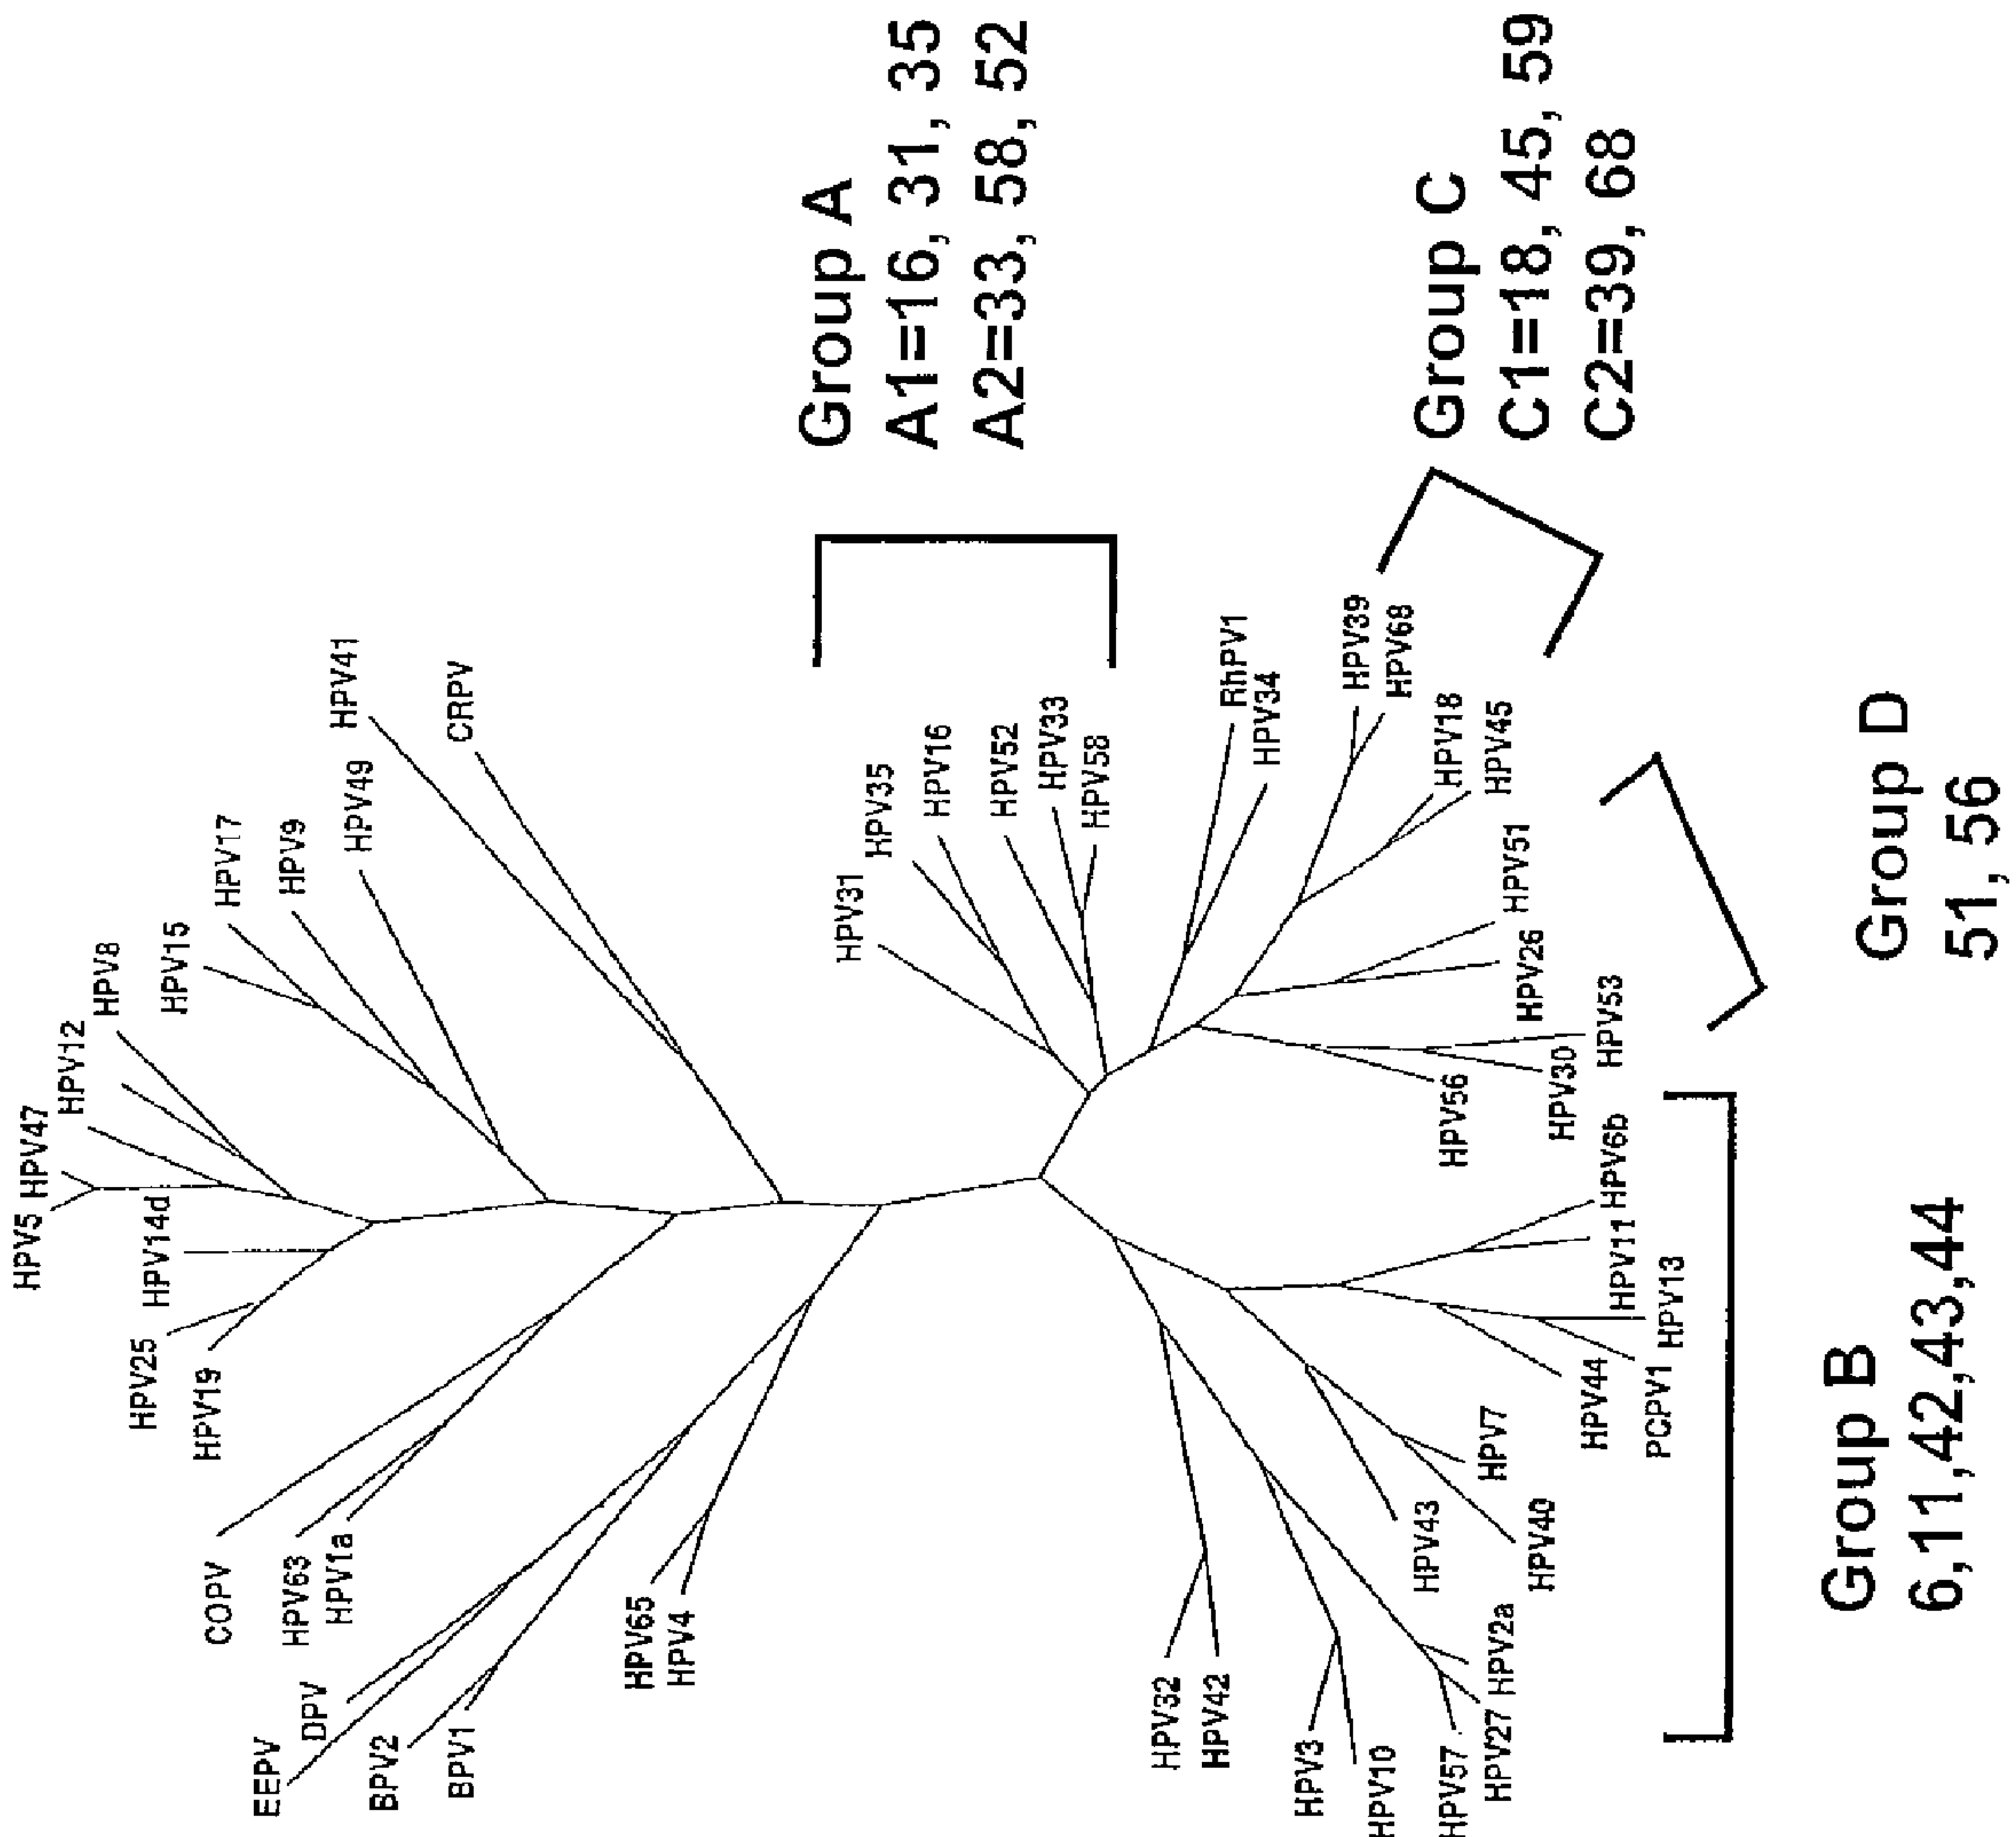 HPV5
HPV47
HPV12
HPV8
HPV15
HPV17
HPV9
HPV49
HPV41
CRPV
HPV14d
HPV25
HPV19
COPV
HPV63
HPV1a
EEPV
DPV
BPV2
BPV1
HPV65
HPV4
HPV31
HPV35
HPV16
HPV52
HPV33
HPV58
RhPV1
HPV34
HPV39
HPV68
HPV18
HPV45
HPV51
HPV26
HPV53
HPV30
HPV56
HPV6b
HPV11
HPV13
PCPV1
HPV44
HPV7
HPV40
HPV43
HPV32
HPV42
HPV3
HPV10
HPV57
HPV27
HPV2a
Group A
A1=16, 31, 35
A2=33, 58, 52
Group C
C1=18, 45, 59
C2=39, 68
Group D
51, 56
Group B
6,11,42,43,44